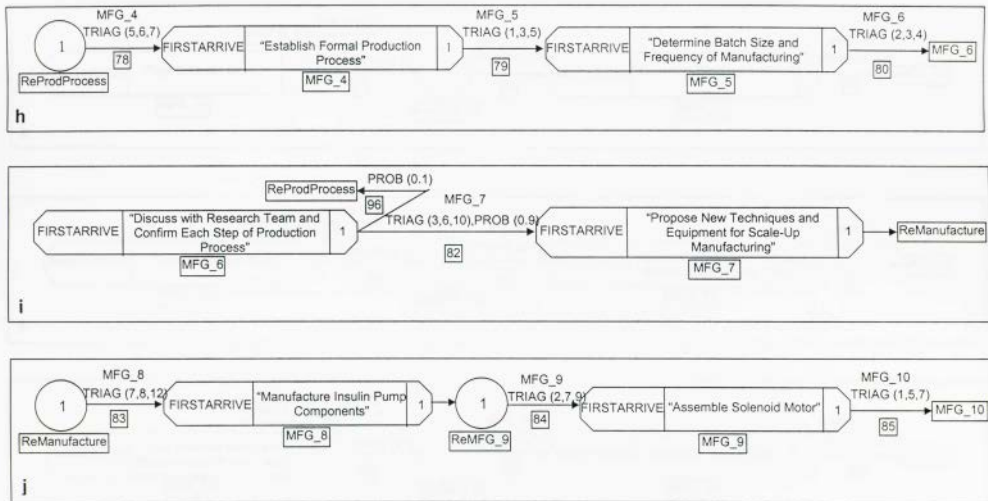 MFG_4
TRIAG (5,6,7)
1
78
ReProdProcess
FIRSTARRIVE
"Establish Formal Production
Process"
1
MFG_4
MFG_5
TRIAG (1,3,5)
79
FIRSTARRIVE
"Determine Batch Size and
Frequency of Manufacturing"
1
MFG_5
MFG_6
TRIAG (2,3,4)
80
MFG_6
h
ReProdProcess
PROB (0.1)
96
FIRSTARRIVE
"Discuss with Research Team and
Confirm Each Step of Production
Process"
1
MFG_6
MFG_7
TRIAG (3,6,10),PROB (0.9)
82
FIRSTARRIVE
"Propose New Techniques and
Equipment for Scale-Up
Manufacturing"
1
MFG_7
ReManufacture
i
MFG_8
TRIAG (7,8,12)
1
83
ReManufacture
FIRSTARRIVE
"Manufacture Insulin Pump
Components"
1
MFG_8
1
ReMFG_9
MFG_9
TRIAG (2,7,9)
84
FIRSTARRIVE
"Assemble Solenoid Motor"
1
MFG_9
MFG_10
TRIAG (1,5,7)
85
MFG_10
j